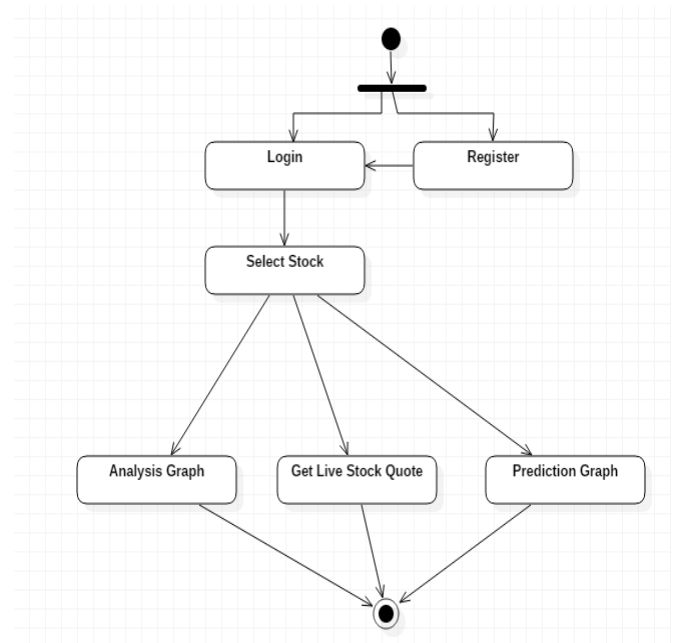 Login
Register
Select Stock
Analysis Graph
Get Live Stock Quote
Prediction Graph